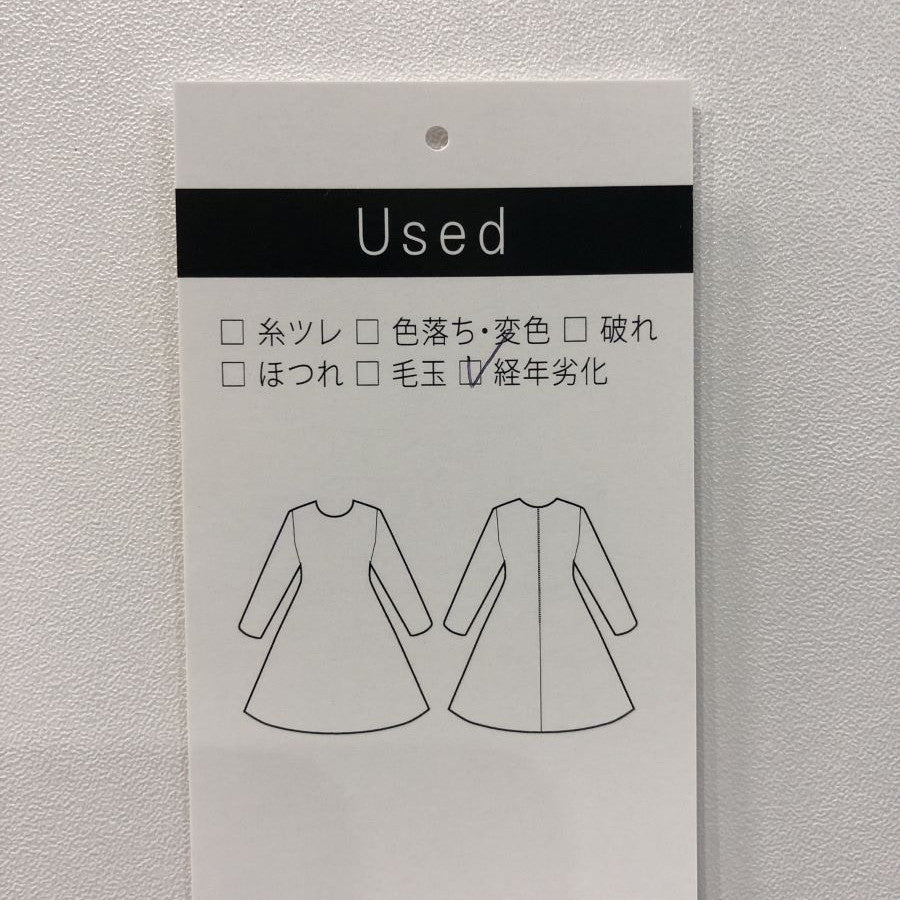 Used
□ 糸ツレ □ 色落ち・変色 □ 破れ
□ ほつれ □ 毛玉 ☑ 経年劣化